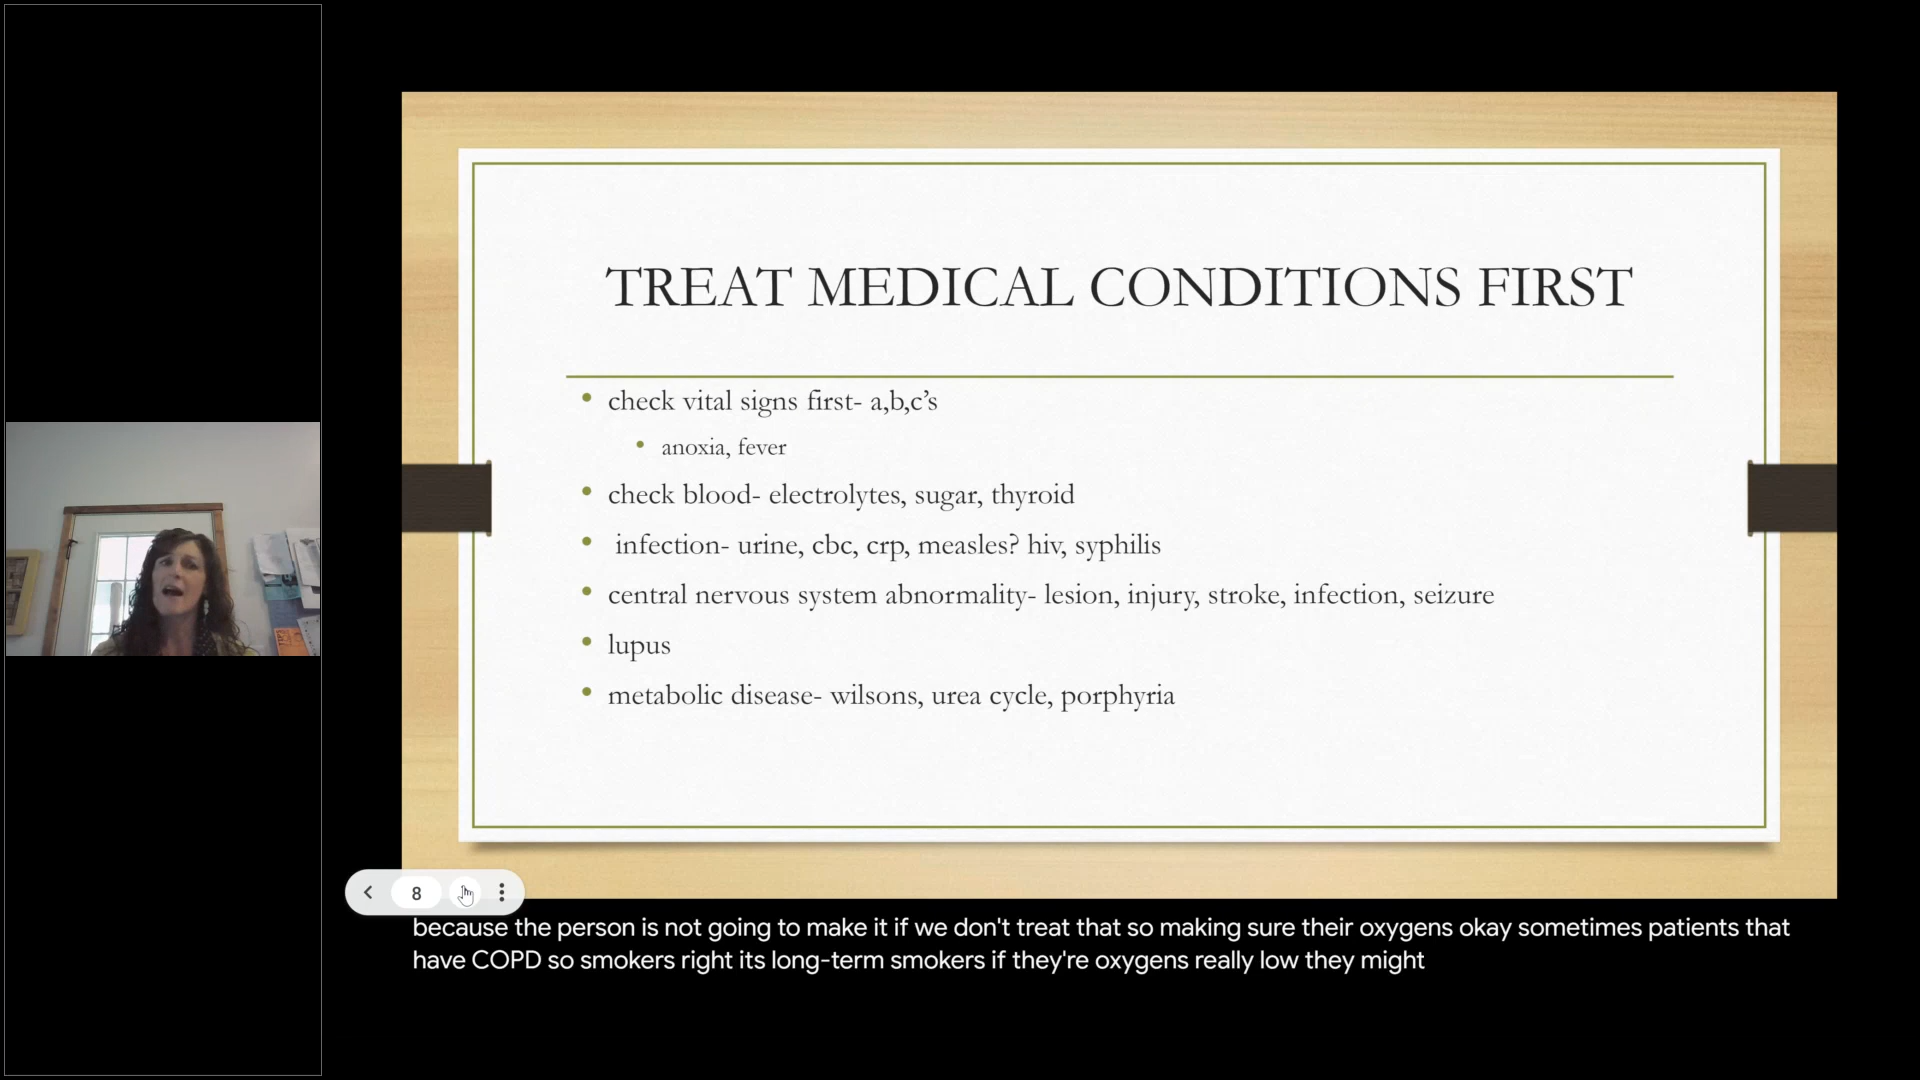 TREAT MEDICAL CONDITIONS FIRST
check vital signs first- a,b,c’s
anoxia, fever
check blood- electrolytes, sugar, thyroid
infection- urine, cbc, crp, measles? hiv, syphilis
central nervous system abnormality- lesion, injury, stroke, infection, seizure
lupus
metabolic disease- wilsons, urea cycle, porphyria
8
because the person is not going to make it if we don't treat that so making sure their oxygens okay sometimes patients that
have COPD so smokers right its long-term smokers if they're oxygens really low they might